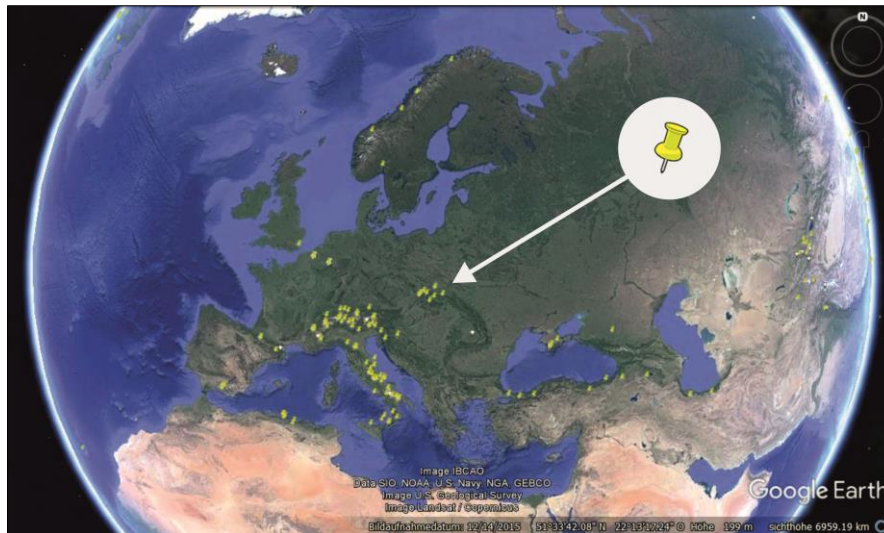 N
Image IBCAO
Data SIO, NOAA, U.S. Navy, NGA, GEBCO
Image U.S. Geological Survey
Image Landsat / Copernicus
Google Earth
Bildaufnahmedatum: 12/14/2015 51°33'42.08" N 22°13'17.24" O Höhe 199 m sichthöhe 6959.19 km